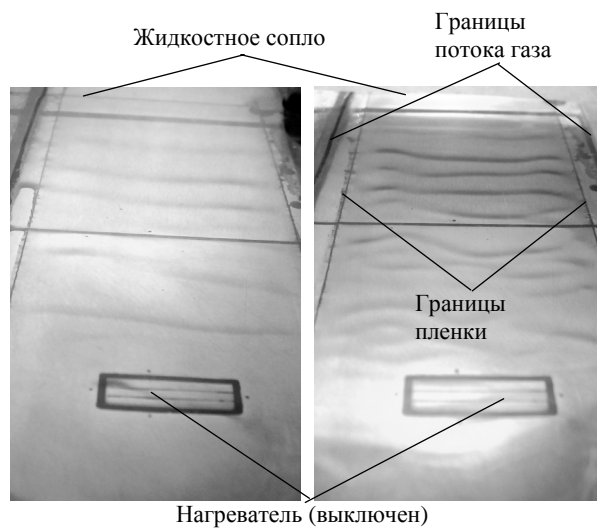 Жидкостное сопло
Границы
потока газа
Границы
пленки
Нагреватель (выключен)